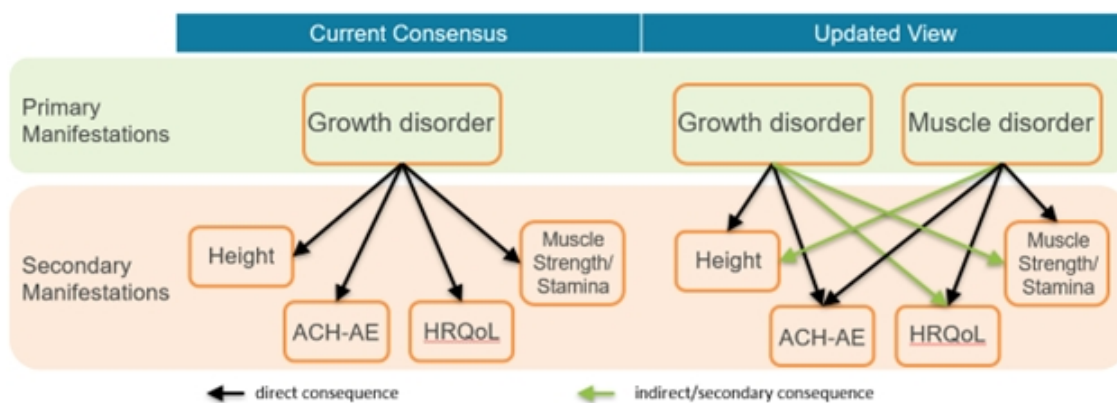 Current Consensus
Updated View
Primary
Manifestations
Growth disorder
Growth disorder
Muscle disorder
Secondary
Manifestations
Height
ACH-AE
HRQoL
Muscle
Strength/
Stamina
Height
ACH-AE
HRQoL
Muscle
Strength/
Stamina
direct consequence
indirect/secondary consequence